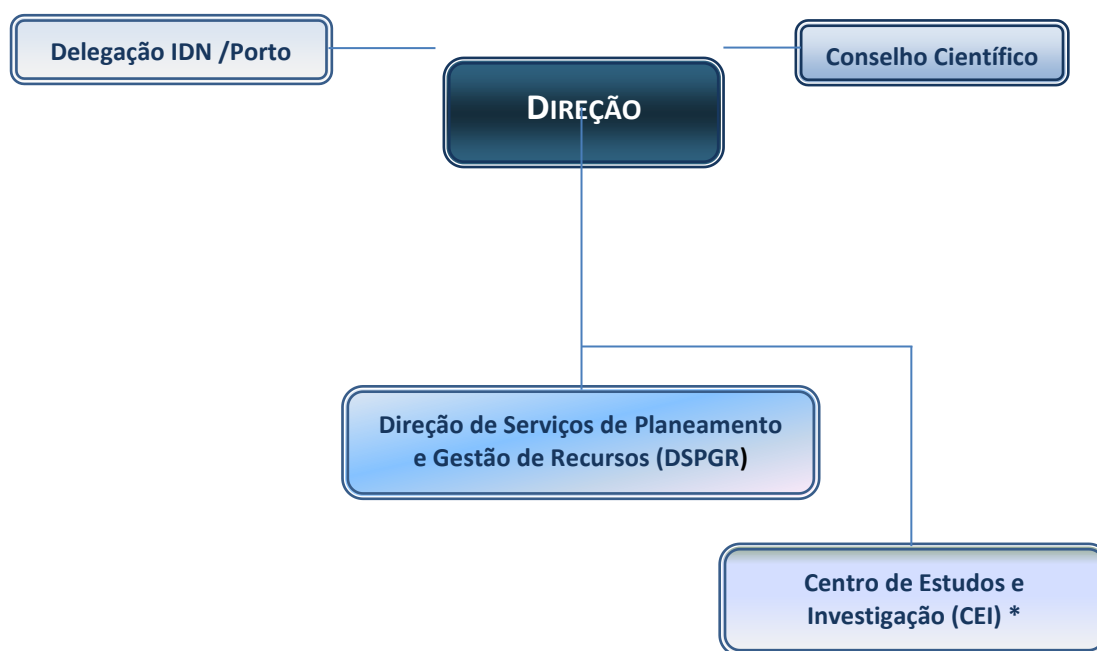 Delegação IDN /Porto
Conselho Científico
DIREÇÃO
Direção de Serviços de Planeamento
e Gestão de Recursos (DSPGR)
Centro de Estudos e
Investigação (CEI) *